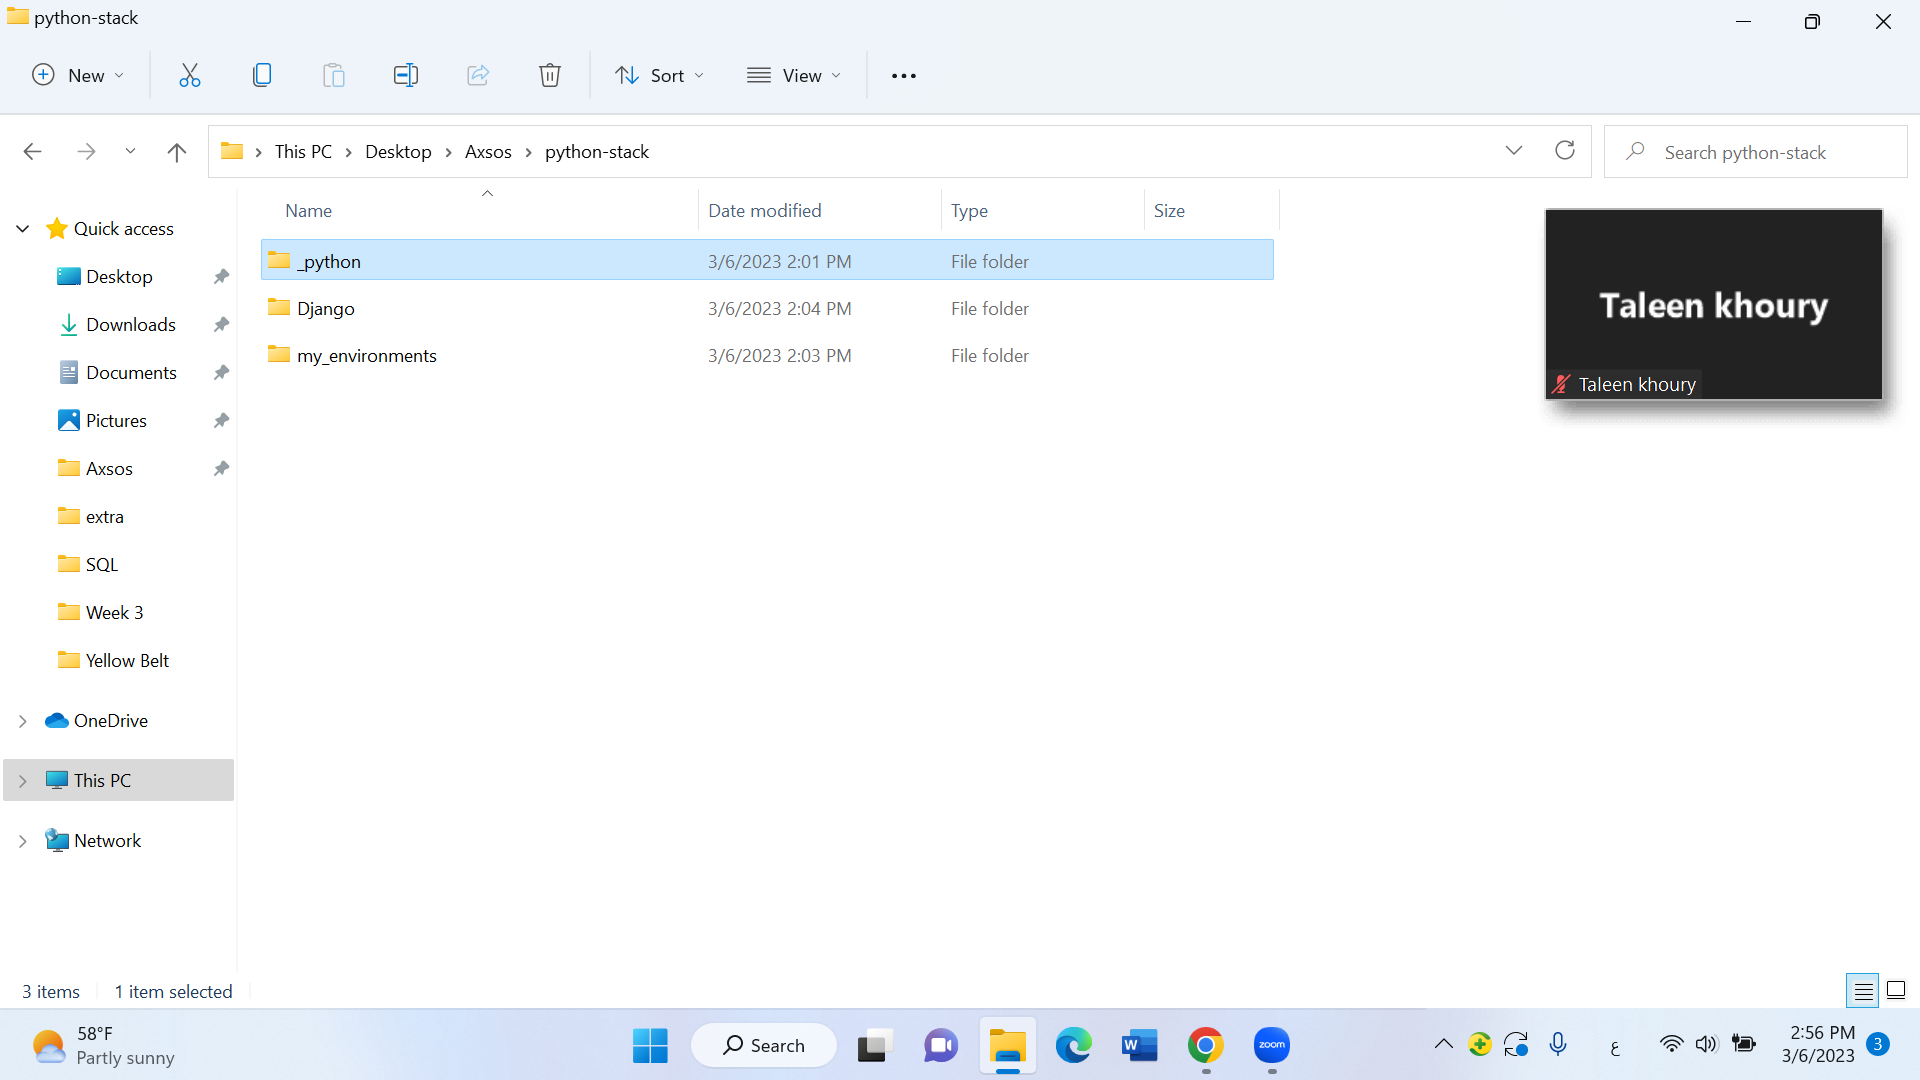 python-stack
New
Sort
View
This PC
Desktop
Axsos
python-stack
Search python-stack
Name
Date modified
Type
Size
Quick access
Desktop
Downloads
Documents
Pictures
Axsos
extra
SQL
Week 3
Yellow Belt
OneDrive
This PC
Network
_python 3/6/2023 2:01 PM File folder
Django 3/6/2023 2:04 PM File folder
my_environments 3/6/2023 2:03 PM File folder
Taleen khoury
Taleen khoury
3 items
1 item selected
58°F
Partly sunny
Search
W
zoom
ع
2:56 PM
3/6/2023
3